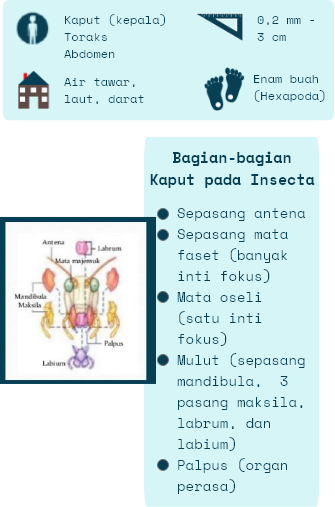 Kaput (kepala)
Toraks
Abdomen
0,2 mm -
3 cm
Air tawar,
laut, darat
Enam buah
(Hexapoda)
Bagian-bagian
Kaput pada Insecta
Sepasang antena
Sepasang mata
faset (banyak
inti fokus)
Mata oseli
(satu inti
fokus)
Mulut (sepasang
mandibula, 3
pasang maksila,
labrum, dan
labium)
Palpus (organ
perasa)
Antena
Labrum
Mata majemuk
Mandibula
Maksila
Palpus
Labium